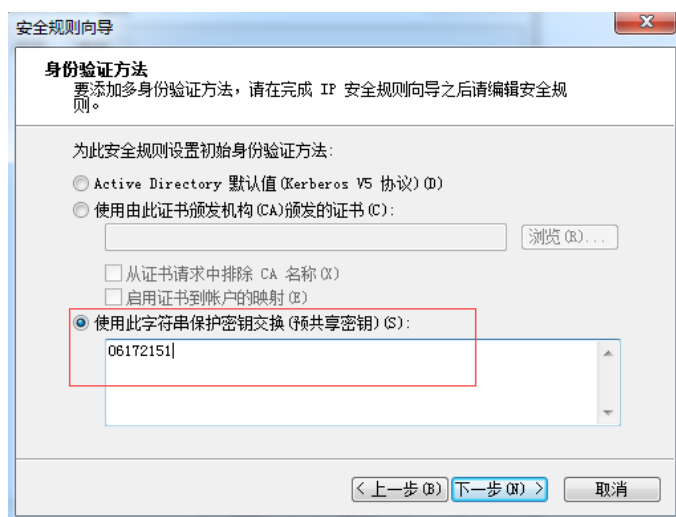 安全规则向导
身份验证方法
要添加多身份验证方法，请在完成 IP 安全规则向导之后请编辑安全规
则。
为此安全规则设置初始身份验证方法:
Active Directory 默认值(Kerberos V5 协议)(D)
使用由此证书颁发机构(CA)颁发的证书(C):
浏览(R)...
从证书请求中排除 CA 名称(X)
启用证书到帐户的映射(E)
使用此字符串保护密钥交换(预共享密钥)(S):
06172151
< 上一步(B) 下一步(N) > 取消